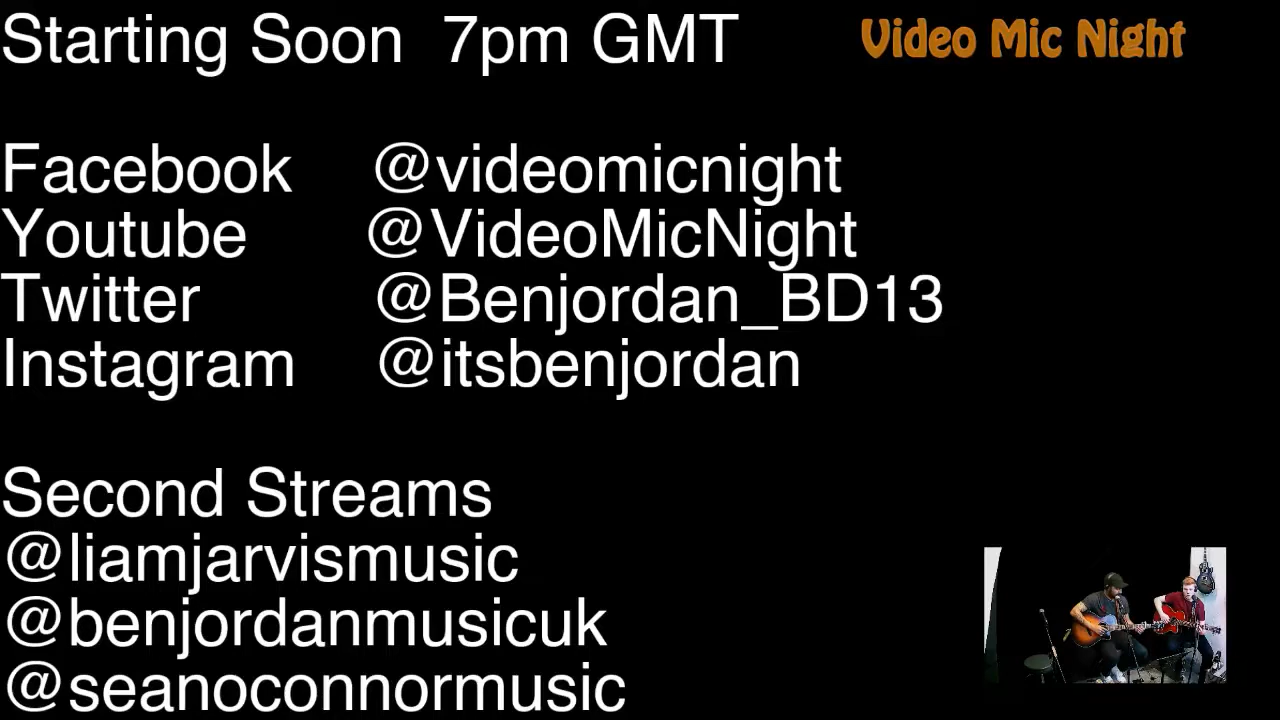 Starting Soon 7pm GMT
Video Mic Night
Facebook @videomicnight
Youtube @VideoMicNight
Twitter @Benjordan_BD13
Instagram @itsbenjordan
Second Streams
@liamjarvismusic
@benjordanmusicuk
@seanoconnormusic